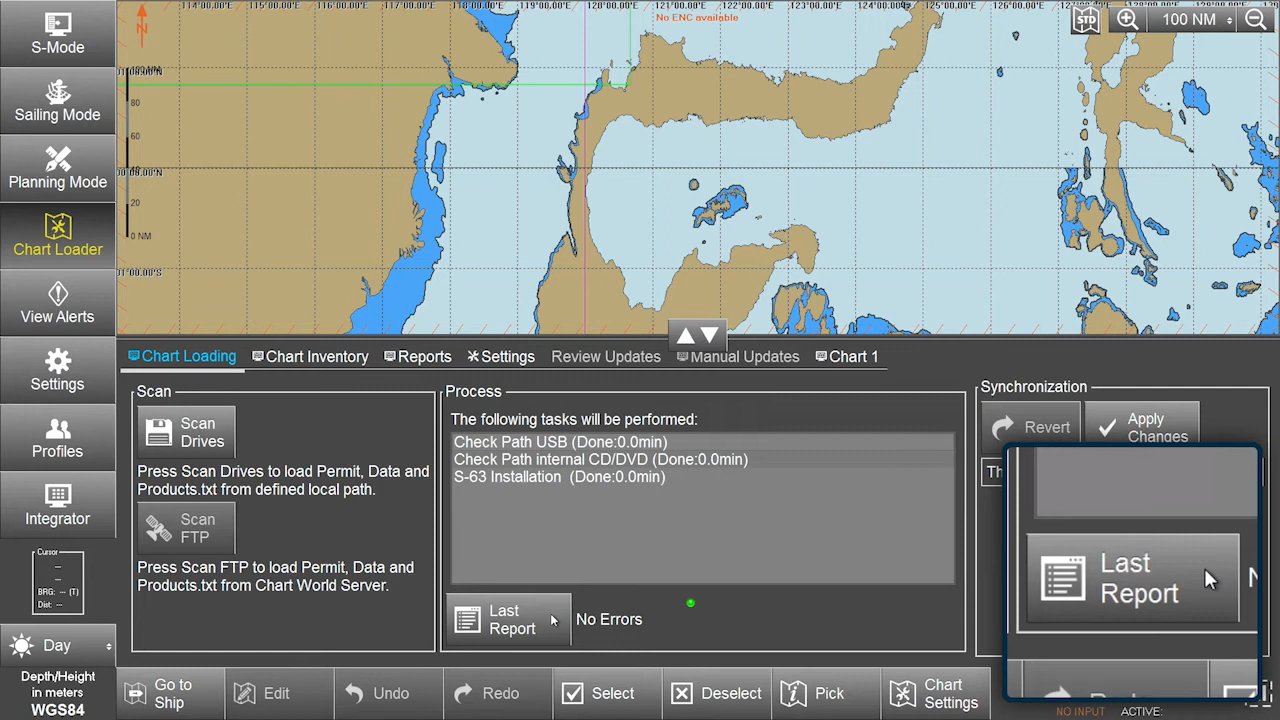 S-Mode
Sailing Mode
Planning Mode
Chart Loader
View Alerts
Settings
Profiles
Integrator
Cursor
--
--
BRG: --- (T)
Dist: ---
Day
Depth/Height
in meters
WGS84
114°00.00'E
115°00.00'E
116°00.00'E
117°00.00'E
118°00.00'E
119°00.00'E
120°00.00'E
121°00.00'E
122°00.00'E
123°00.00'E
124°00.00'E
125°00.00'E
No ENC available
N
STD
100 NM
80
60
20
0 NM
01°00.00'S
Chart Loading
Chart Inventory
Reports
Settings
Review Updates
Manual Updates
Chart 1
Scan
Scan
Drives
Press Scan Drives to load Permit, Data and
Products.txt from defined local path.
Scan
FTP
Press Scan FTP to load Permit, Data and
Products.txt from Chart World Server.
Process
The following tasks will be performed:
Check Path USB (Done:0.0min)
Check Path internal CD/DVD (Done:0.0min)
S-63 Installation (Done:0.0min)
Last
Report
No Errors
Synchronization
Revert
Apply
Changes
Th
Last
Report
N
Go to
Ship
Edit
Undo
Redo
Select
Deselect
Pick
Chart
Settings
NO INPUT
ACTIVE: